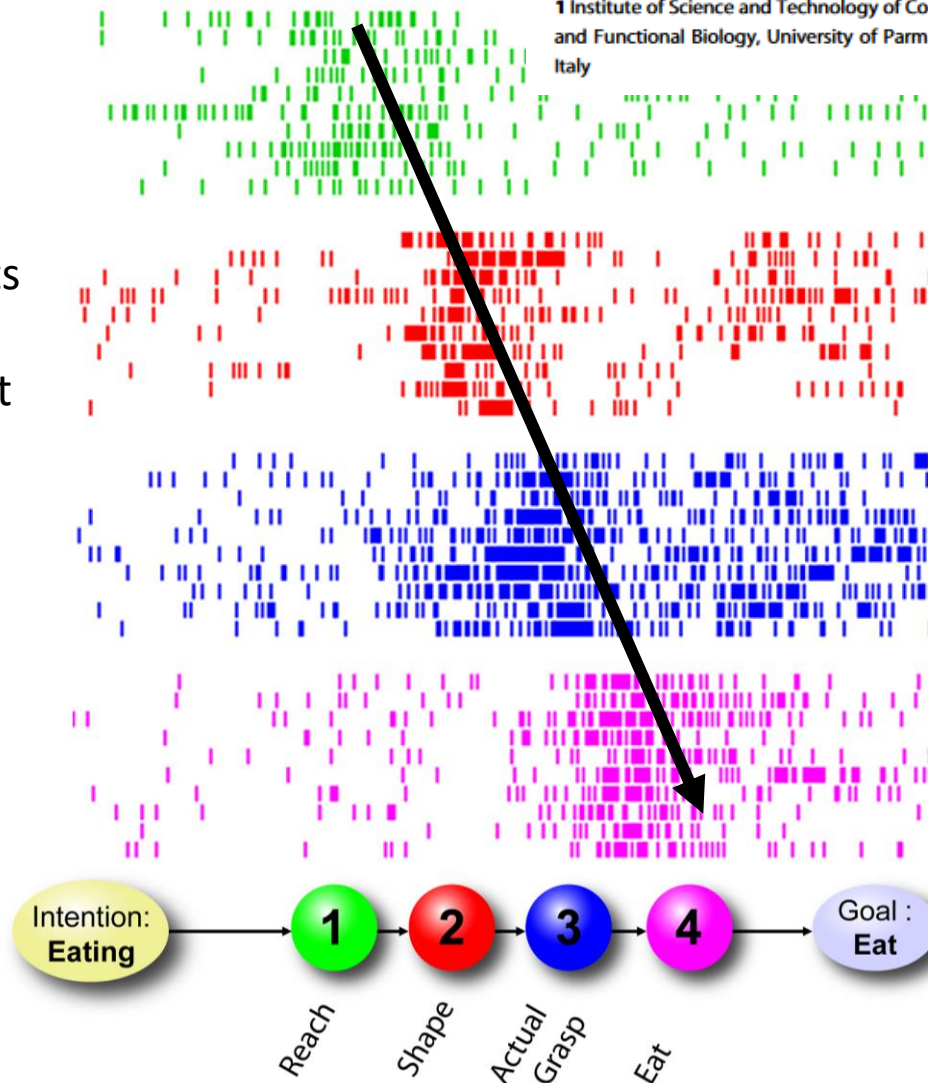 1 Institute of Science and Technology of Co
and Functional Biology, University of Parm
Italy
ts
t
Intention:
Eating
1
2
3
4
Goal :
Eat
Reach
Shape
Actual
Grasp
Eat